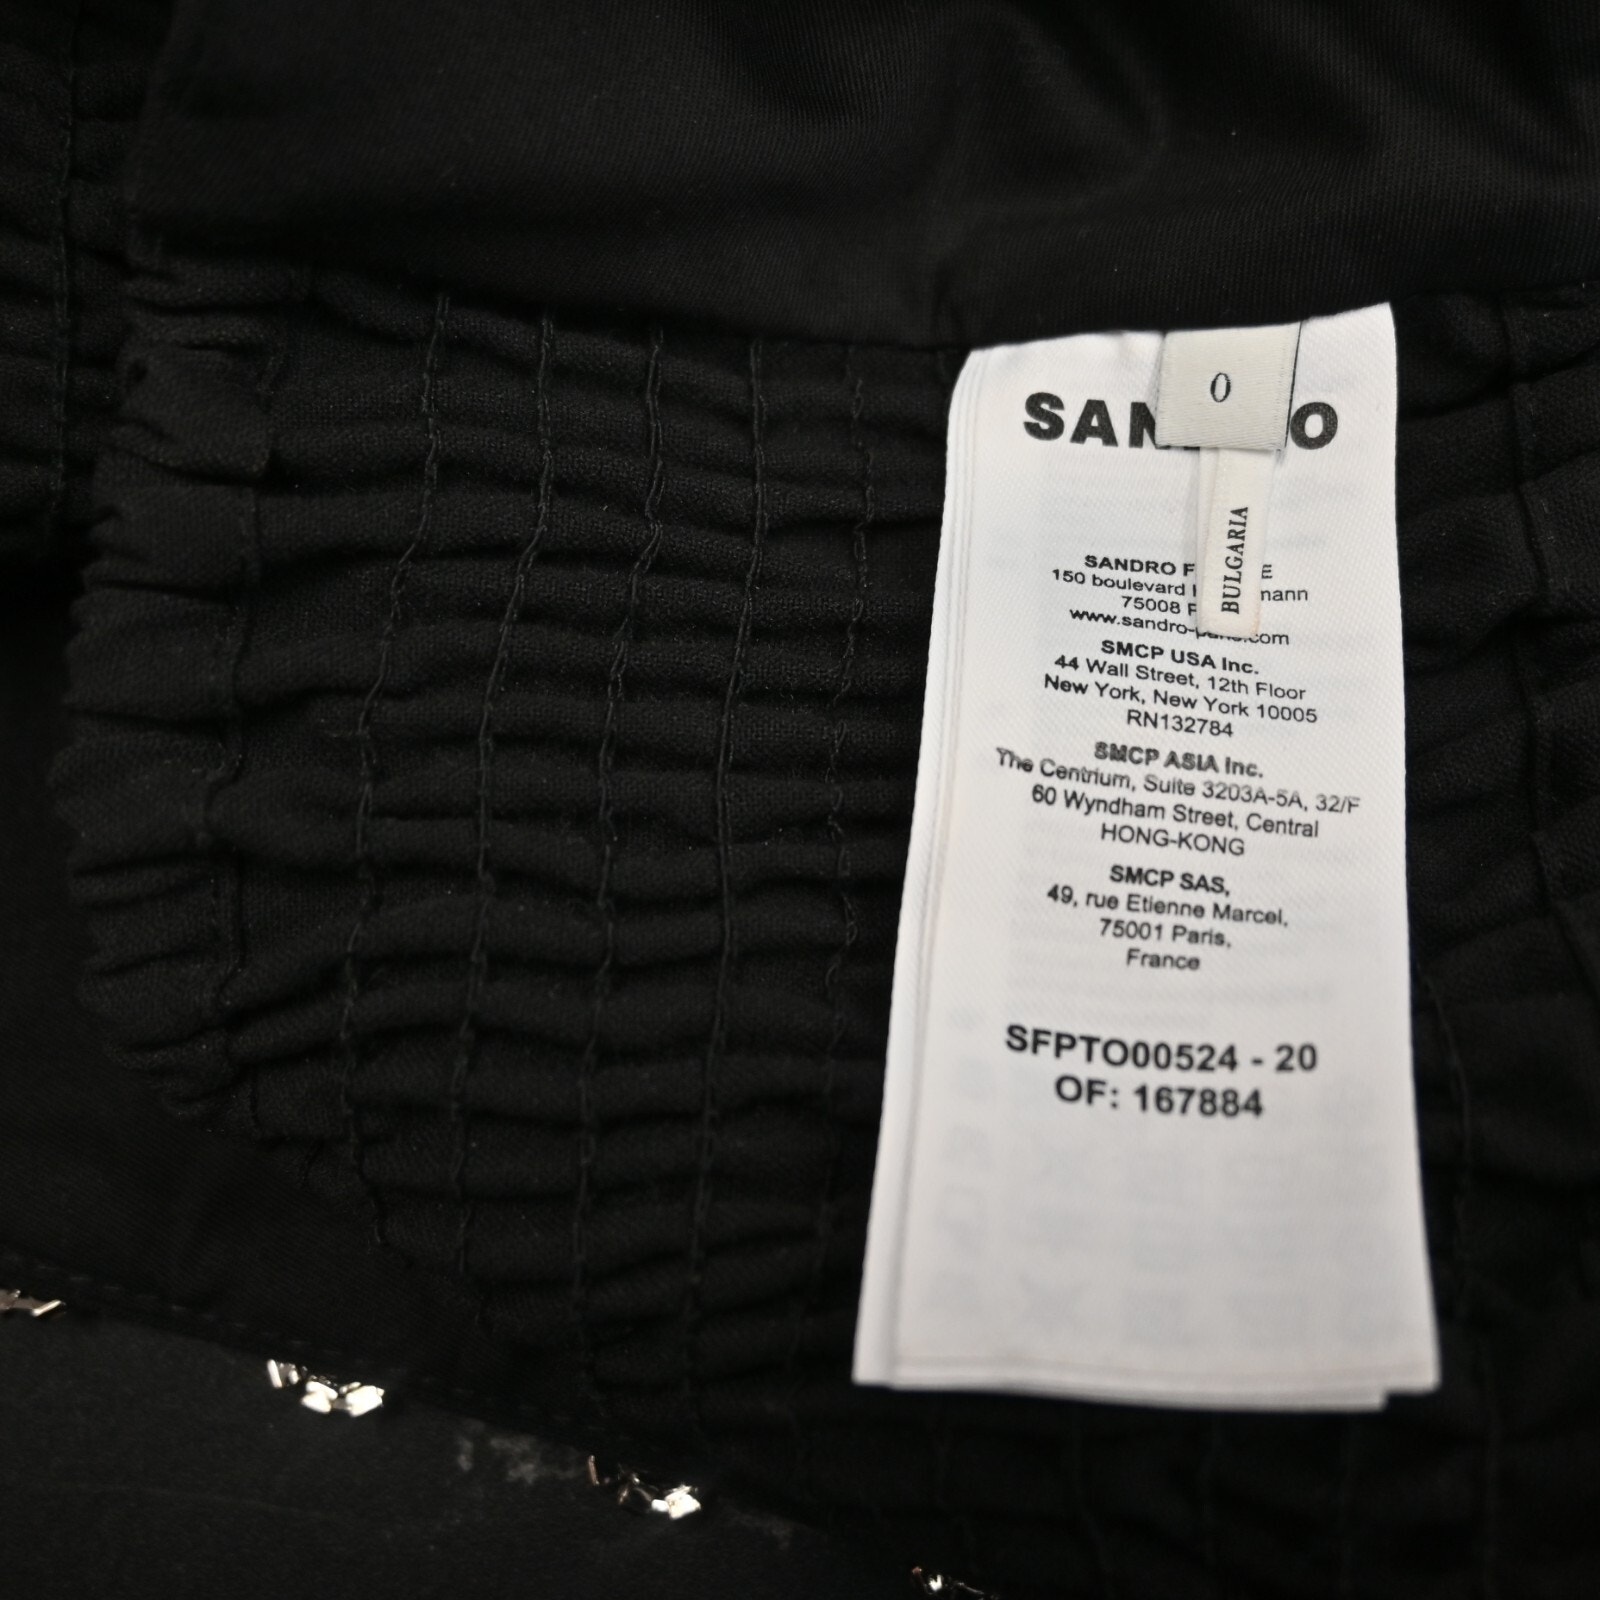 0
SAN O
BULGARIA
SANDRO F E
150 boulevard mann
75008
www.sandro-paris.com
SMCP USA Inc.
44 Wall Street, 12th Floor
New York, New York 10005
RN132784
SMCP ASIA Inc.
The Centrium, Suite 3203A-5A, 32/F
60 Wyndham Street, Central
HONG-KONG
SMCP SAS,
49, rue Etienne Marcel,
75001 Paris,
France
SFPTO00524 - 20
OF: 167884